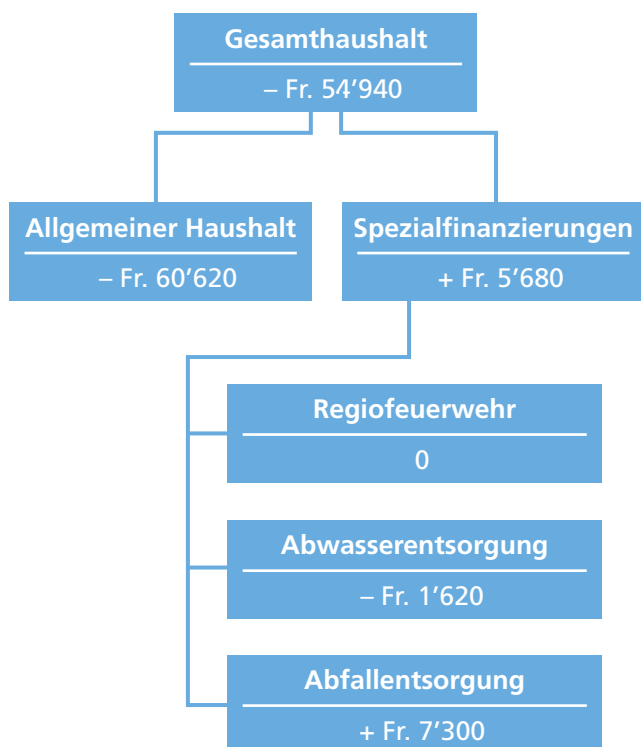 Gesamthaushalt
– Fr. 54’940
Allgemeiner Haushalt
– Fr. 60’620
Spezialfinanzierungen
+ Fr. 5’680
Regiofeuerwehr
0
Abwasserentsorgung
– Fr. 1’620
Abfallentsorgung
+ Fr. 7’300